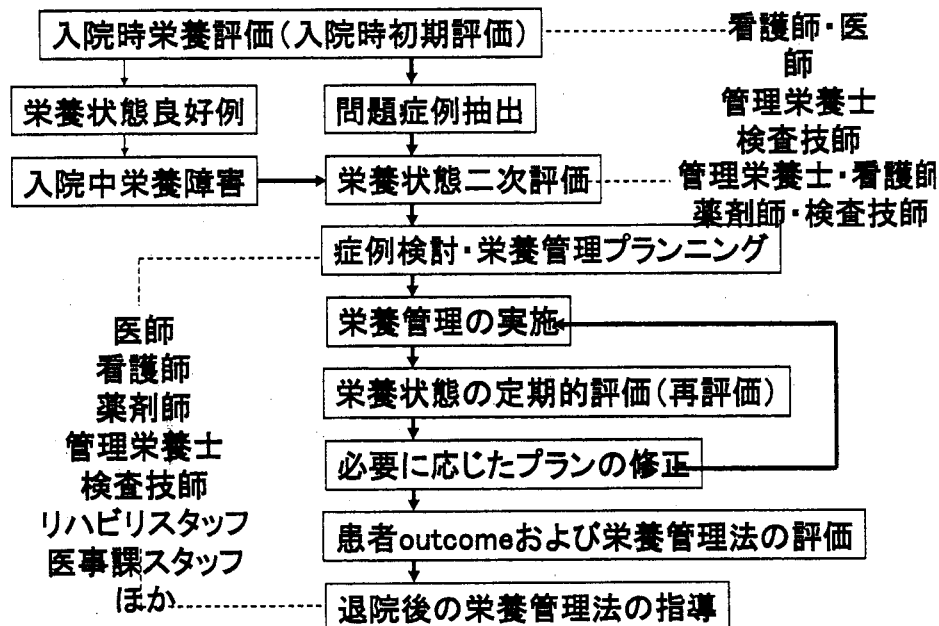 入院時栄養評価(入院時初期評価)
看護師・医
師
管理栄養士
検査技師
栄養状態良好例
問題症例抽出
入院中栄養障害
栄養状態二次評価
管理栄養士・看護師
薬剤師・検査技師
症例検討・栄養管理プランニング
栄養管理の実施
栄養状態の定期的評価(再評価)
必要に応じたプランの修正
患者outcomeおよび栄養管理法の評価
退院後の栄養管理法の指導
医師
看護師
薬剤師
管理栄養士
検査技師
リハビリスタッフ
医事課スタッフ
ほか